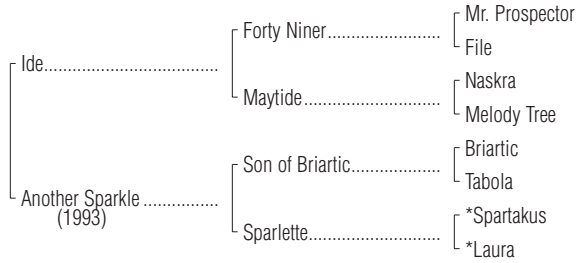 Mr. Prospector
Forty Niner.............................
File
Ide............................................
Naskra
Maytide...................................
Melody Tree
Briartic
Son of Briartic.......................
Tabola
Another Sparkle ...................
(1993)
*Spartakus
Sparlette..................................
*Laura